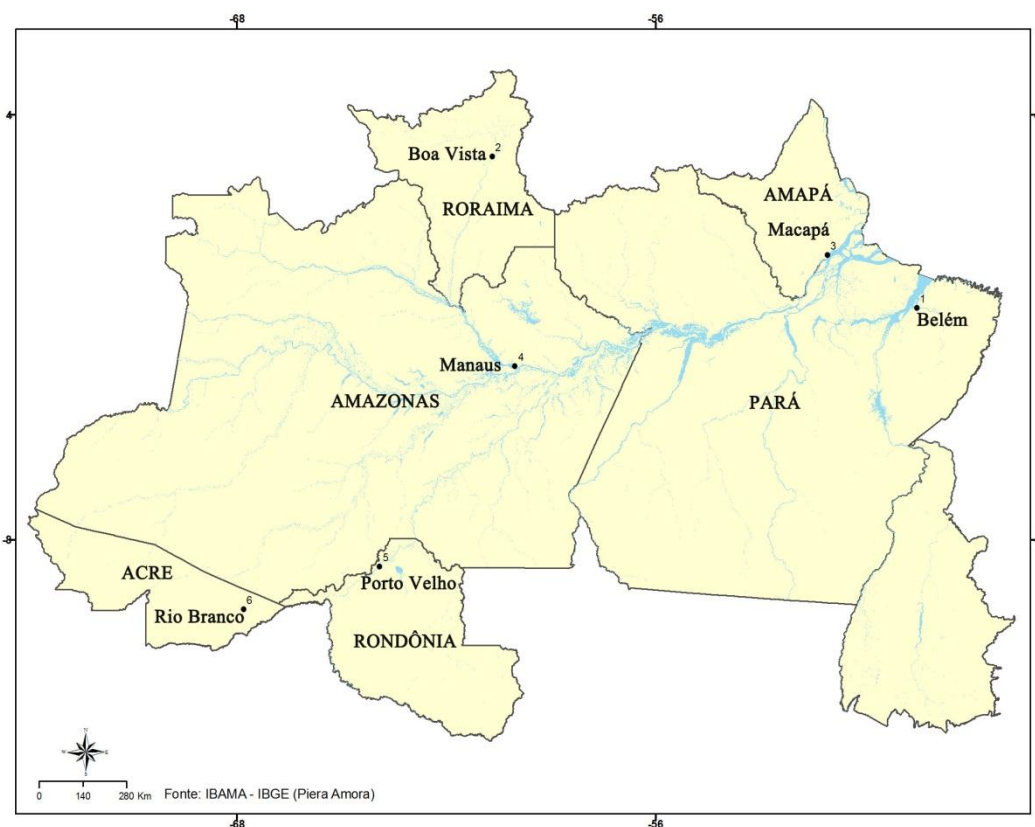 -68
-56
4
4
Boa Vista
2
RORAIMA
AMAPÁ
Macapá
3
1
Belém
Manaus
4
AMAZONAS
PARÁ
-9
-9
ACRE
5
Porto Velho
Rio Branco
6
RONDÔNIA
N
W
E
S
0 140 280 Km
Fonte: IBAMA - IBGE (Piera Amora)
-68
-56